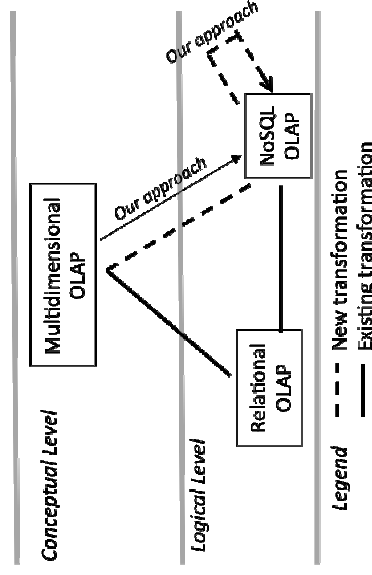 Conceptual Level
Multidimensional
OLAP
Our approach
Our approach
Logical Level
Relational
OLAP
NoSQL
OLAP
Legend
New transformation
Existing transformation